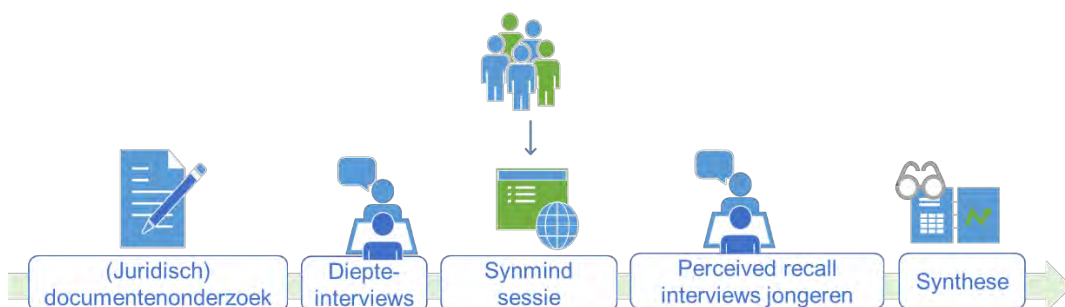 (Juridisch)
documentenonderzoek
Diepte-
interviews
Synmind
sessie
Perceived recall
interviews jongeren
Synthese